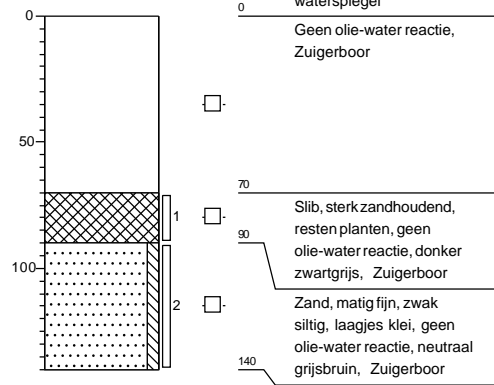 waterspiegel
0
0
Geen olie-water reactie,
Zuigerboor
50
70
Slib, sterk zandhoudend,
resten planten, geen
olie-water reactie, donker
zwartgrijs, Zuigerboor
1
90
100
Zand, matig fijn, zwak
siltig, laagjes klei, geen
olie-water reactie, neutraal
grijsbruin, Zuigerboor
2
140